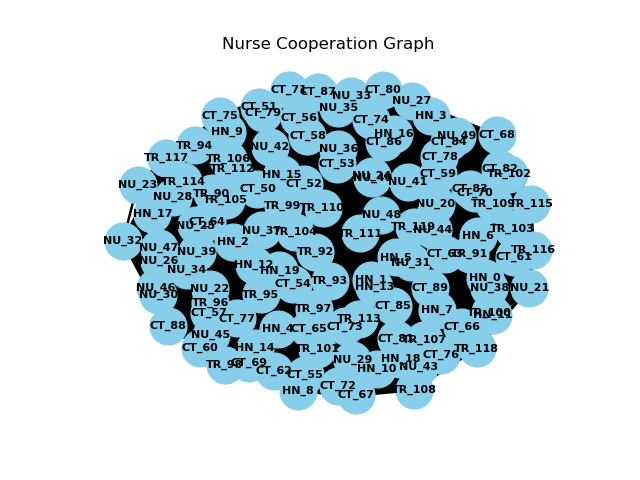 Nurse Cooperation Graph
CT_71
CT_87
NU_33
CT_80
NU_27
CT_51
CT_79
NU_35
CT_75
CT_56
CT_74
HN_3
HN_9
CT_58
HN_16
NU_49
CT_68
CT_86
CT_84
TR_94
NU_42
NU_36
TR_117
TR_106
CT_53
CT_78
TR_112
CT_82
HN_15
CT_59
TR_102
NU_23
TR_114
CT_52
NU_41
CT_50
CT_83
CT_70
TR_90
NU_28
TR_105
TR_99
TR_110
NU_20
TR_109
TR_115
HN_17
NU_48
CT_64
TR_119
NU_44
TR_103
NU_37
TR_104
TR_111
HN_6
NU_32
HN_2
NU_47
NU_39
TR_92
CT_63
TR_91
TR_116
CT_61
NU_26
HN_5
NU_31
NU_34
HN_12
HN_19
HN_1
HN_0
NU_46
NU_30
NU_22
CT_54
TR_93
HN_13
CT_89
NU_38
NU_21
TR_96
TR_95
CT_57
TR_97
CT_85
HN_7
TR_100
HN_11
CT_88
CT_77
TR_113
NU_45
HN_4
CT_65
CT_73
CT_66
CT_60
HN_14
TR_101
CT_81
TR_107
TR_118
TR_98
CT_69
NU_29
HN_18
CT_76
CT_62
CT_55
HN_10
NU_43
HN_8
CT_72
CT_67
TR_108